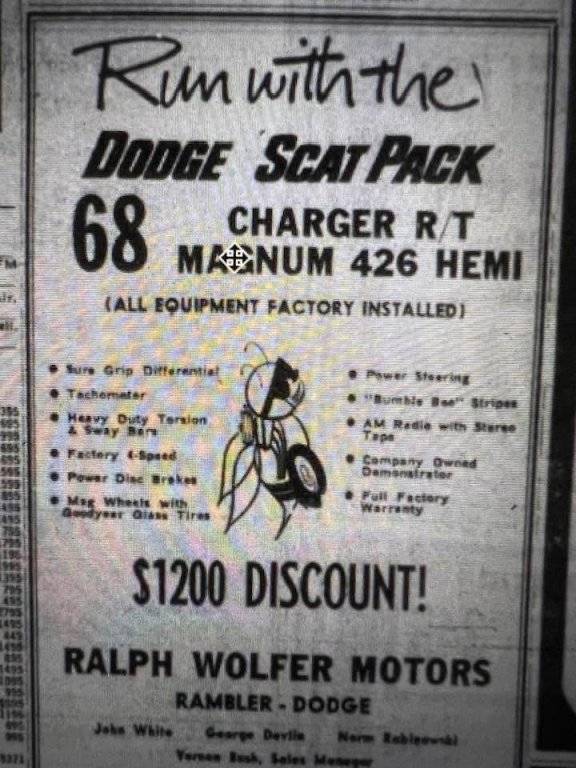 Run with the
DODGE SCAT PACK
68 CHARGER R/T
MAGNUM 426 HEMI
(ALL EQUIPMENT FACTORY INSTALLED)
• Sure Grip Differential
• Tachometer
• Heavy Duty Torsion
& Sway Bars
• Factory 4-Speed
• Power Disc Brakes
• Mag Wheels with
Goodyear Glass Tires
• Power Steering
• "Bumble Bee" Stripes
• AM Radio with Stereo
Tape
• Company Owned
Demonstrator
• Full Factory
Warranty
$1200 DISCOUNT!
RALPH WOLFER MOTORS
RAMBLER - DODGE
John White George Devlin Norm
Vernon Sales Manager